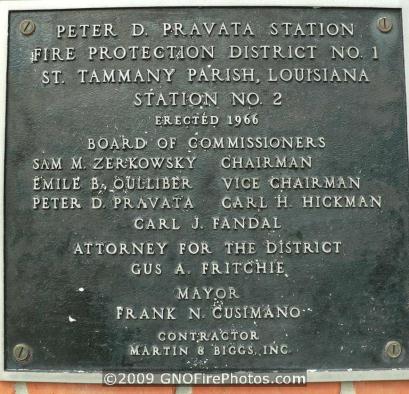 PETER D. PRAVATA STATION
FIRE PROTECTION DISTRICT NO. 1
ST. TAMMANY PARISH, LOUISIANA
STATION NO. 2
ERECTED 1966
BOARD OF COMMISSIONERS
SAM M. ZERKOWSKY CHAIRMAN
EMILE B. OULLIBER VICE CHAIRMAN
PETER D. PRAVATA CARL H. HICKMAN
CARL J. FANDAL
ATTORNEY FOR THE DISTRICT
GUS A. FRITCHIE
MAYOR
FRANK N. CUSIMANO
CONTRACTOR
MARTIN & BIGGS, INC
©2009 GNOFirePhotos.com